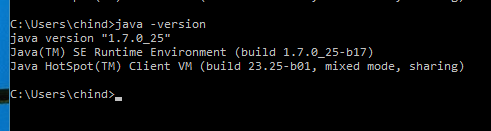 C:\Users\chind>java -version
java version "1.7.0_25"
Java(TM) SE Runtime Environment (build 1.7.0_25-b17)
Java HotSpot(TM) Client VM (build 23.25-b01, mixed mode, sharing)
C:\Users\chind>